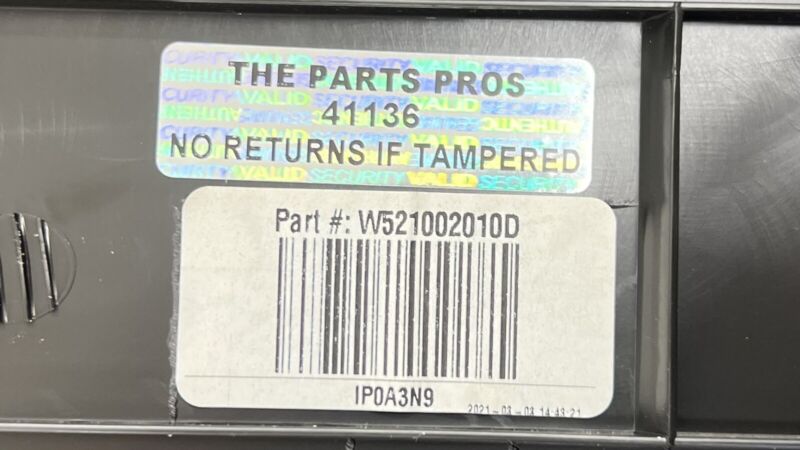 THE PARTS PROS
41136
NO RETURNS IF TAMPERED
Part #: W521002010D
IP0A3N9
2021-03-03 14:43:21